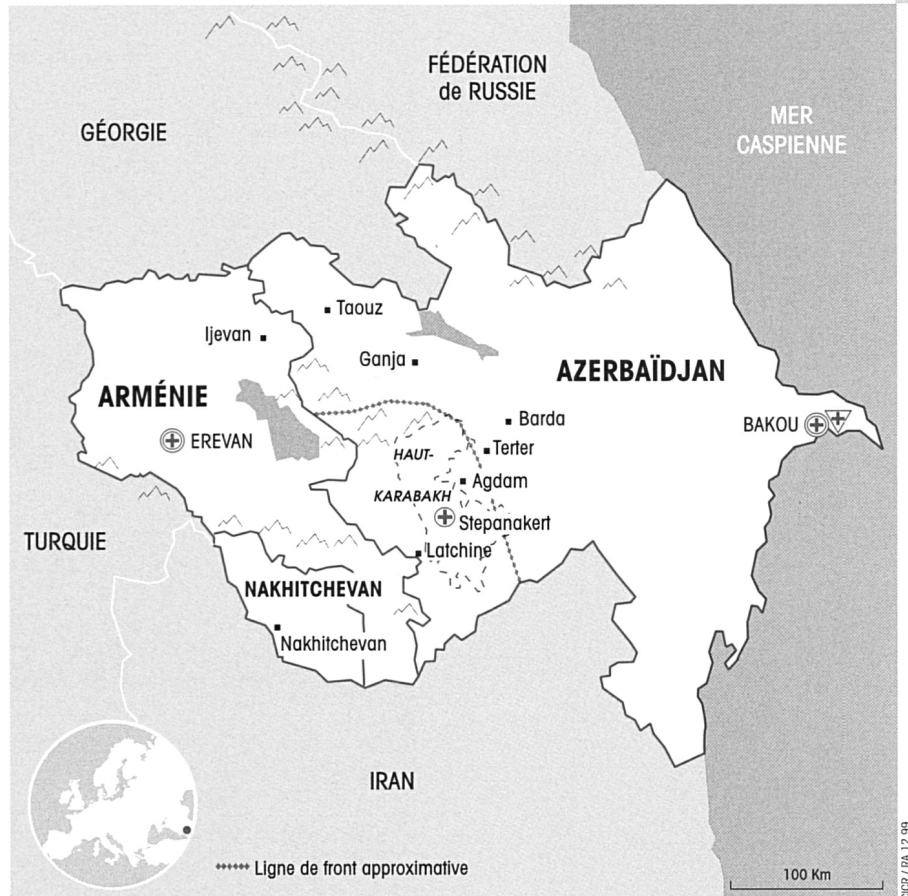 FÉDÉRATION
de RUSSIE
GÉORGIE
MER
CASPIENNE
Taouz
Ijevan
Ganja
AZERBAÏDJAN
ARMÉNIE
Barda
BAKOU
EREVAN
HAUT-
Terter
Agdam
KARABAKH
Stepanakert
TURQUIE
Latchine
NAKHITCHEVAN
Nakhitchevan
IRAN
Ligne de front approximative
100 Km